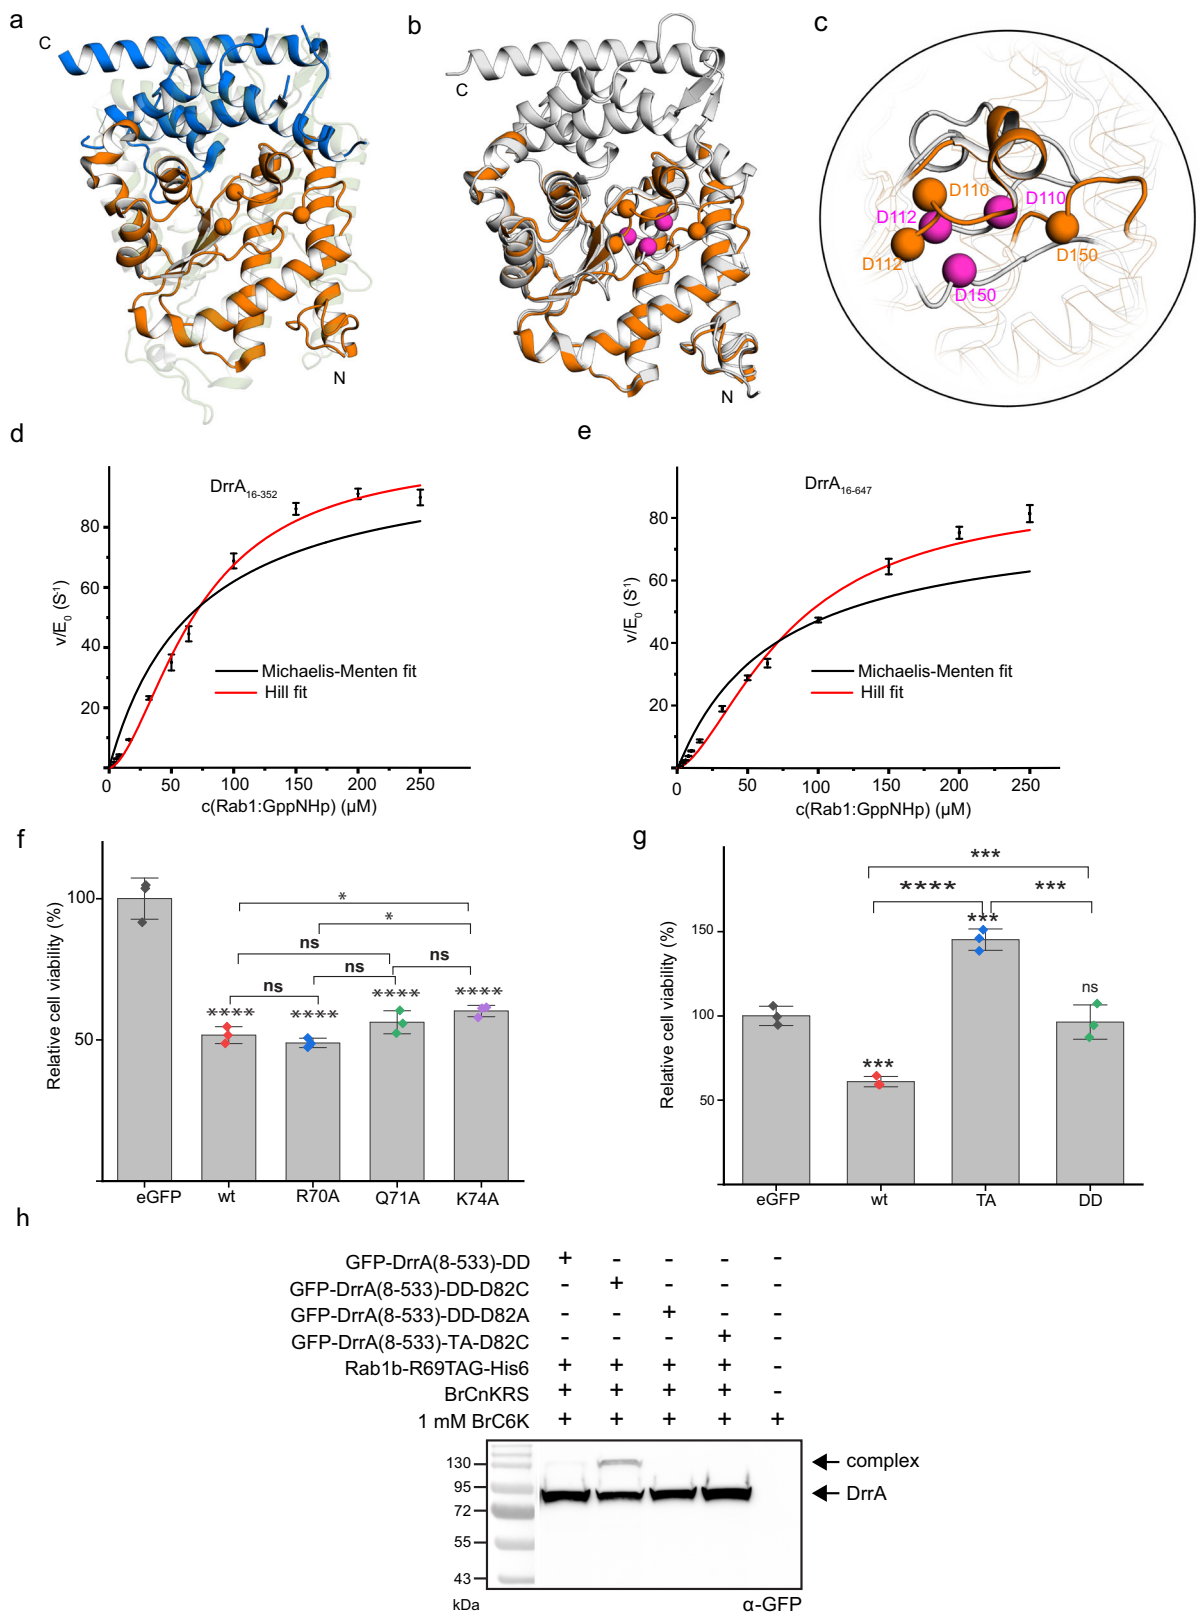 a
C
N
b
C
N
c
D110
D110
D112
D112
D150
D150
d
DrrA16-352
v/E0 (S-1)
80
60
40
20
0
0 50 100 150 200 250
c(Rab1:GppNHp) (µM)
Michaelis-Menten fit
Hill fit
e
DrrA16-647
v/E0 (S-1)
80
60
40
20
0
0 50 100 150 200 250
c(Rab1:GppNHp) (µM)
Michaelis-Menten fit
Hill fit
f
Relative cell viability (%)
100
50
*
*
ns
ns
ns
ns
**** **** **** ****
eGFP wt R70A Q71A K74A
g
Relative cell viability (%)
150
100
50
***
**** ***
***
ns
***
eGFP wt TA DD
h
GFP-DrrA(8-533)-DD + - - - -
GFP-DrrA(8-533)-DD-D82C - + - - -
GFP-DrrA(8-533)-DD-D82A - - + - -
GFP-DrrA(8-533)-TA-D82C - - - + -
Rab1b-R69TAG-His6 + + + + -
BrCnKRS + + + + -
1 mM BrC6K + + + + +
130
95
72
55
43
kDa
complex
DrrA
α-GFP